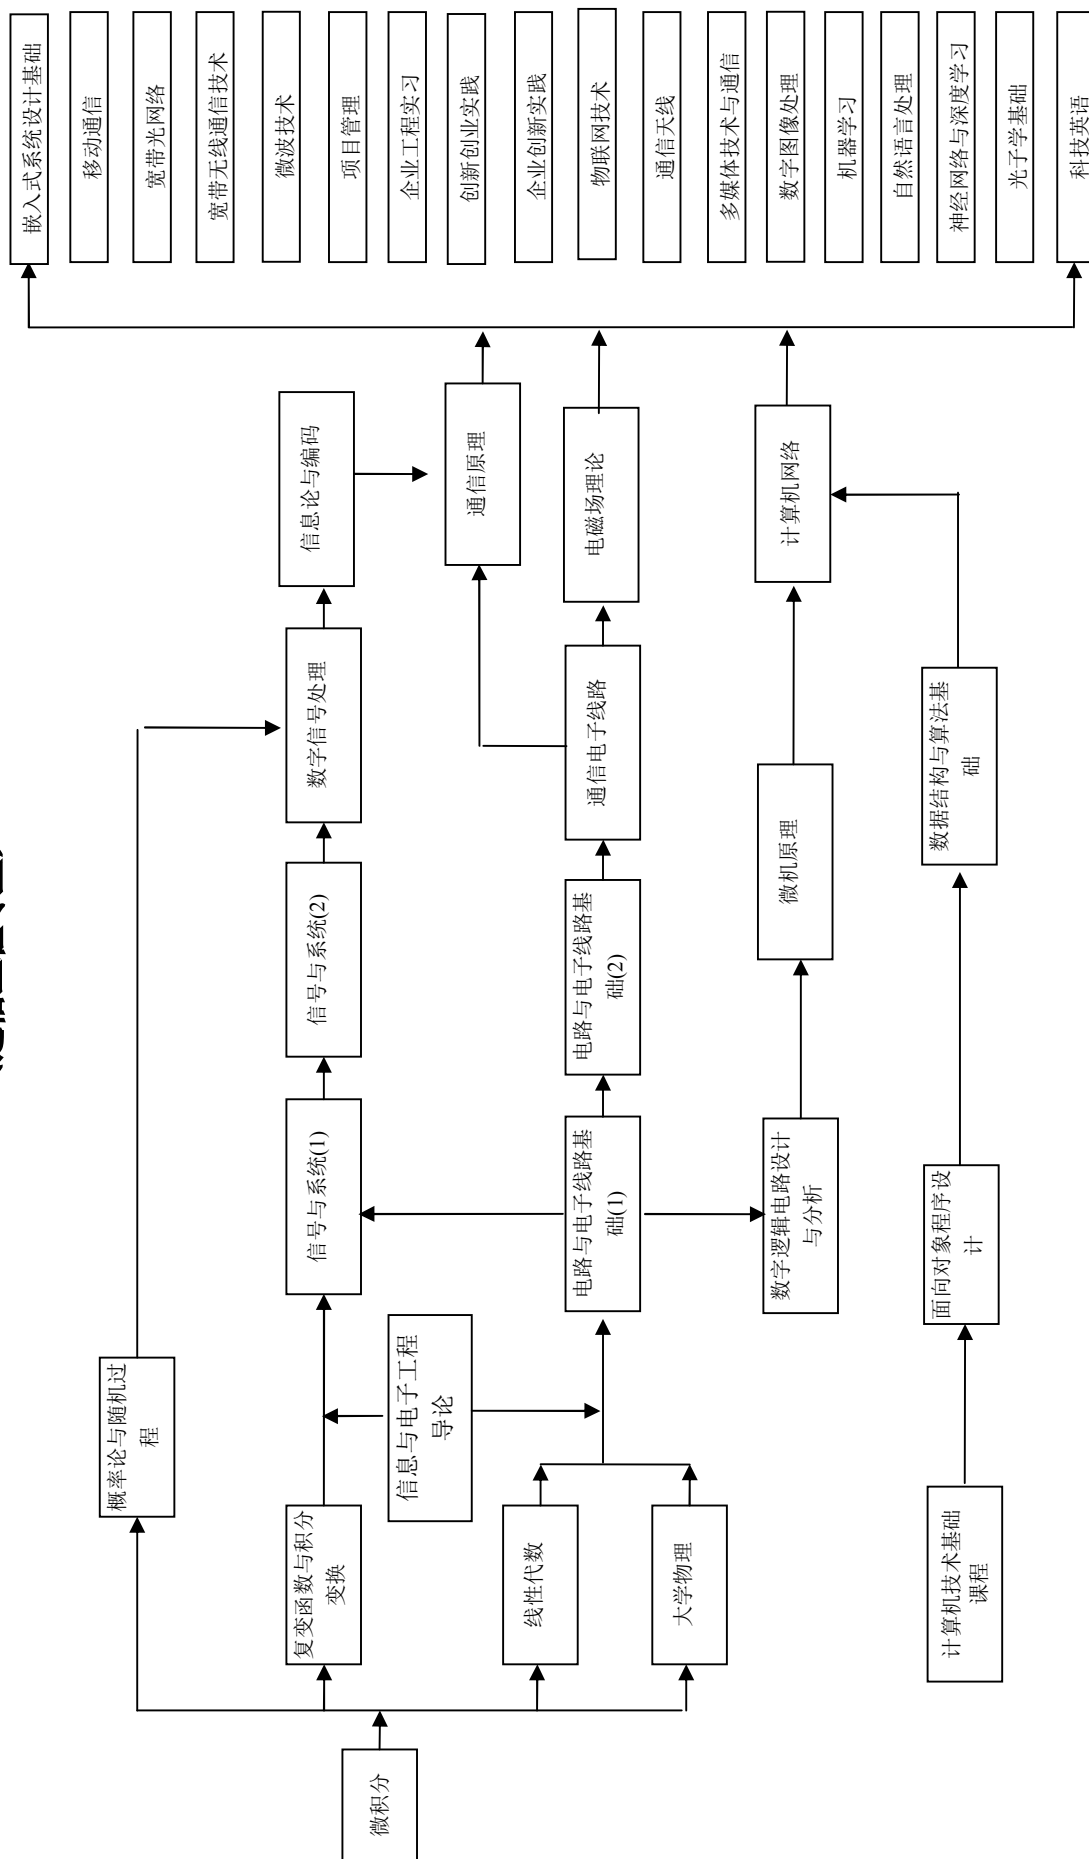 微积分
概率论与随机过
程
复变函数与积分
变换
线性代数
大学物理
计算机技术基础
课程
信息与电子工程
导论
信号与系统(1)
电路与电子线路基
础(1)
数字逻辑电路设计
与分析
面向对象程序设
计
信号与系统(2)
电路与电子线路基
础(2)
微机原理
数据结构与算法基
础
数字信号处理
通信电子线路
信息论与编码
通信原理
电磁场理论
计算机网络
嵌入式系统设计基础
移动通信
宽带光网络
宽带无线通信技术
微波技术
项目管理
企业工程实习
创新创业实践
企业创新实践
物联网技术
通信天线
多媒体技术与通信
数字图像处理
机器学习
自然语言处理
神经网络与深度学习
光子学基础
科技英语